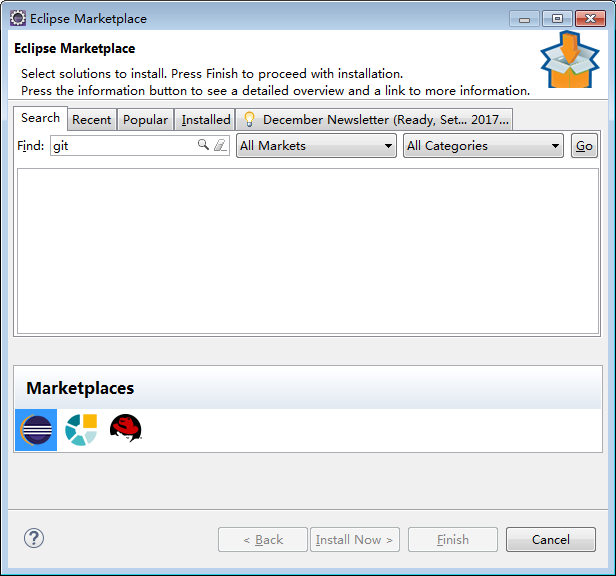 Eclipse Marketplace
Eclipse Marketplace
Select solutions to install. Press Finish to proceed with installation.
Press the information button to see a detailed overview and a link to more information.
Search Recent Popular Installed December Newsletter (Ready, Set... 2017...
Find: git All Markets All Categories Go
Marketplaces
? < Back Install Now > Finish Cancel